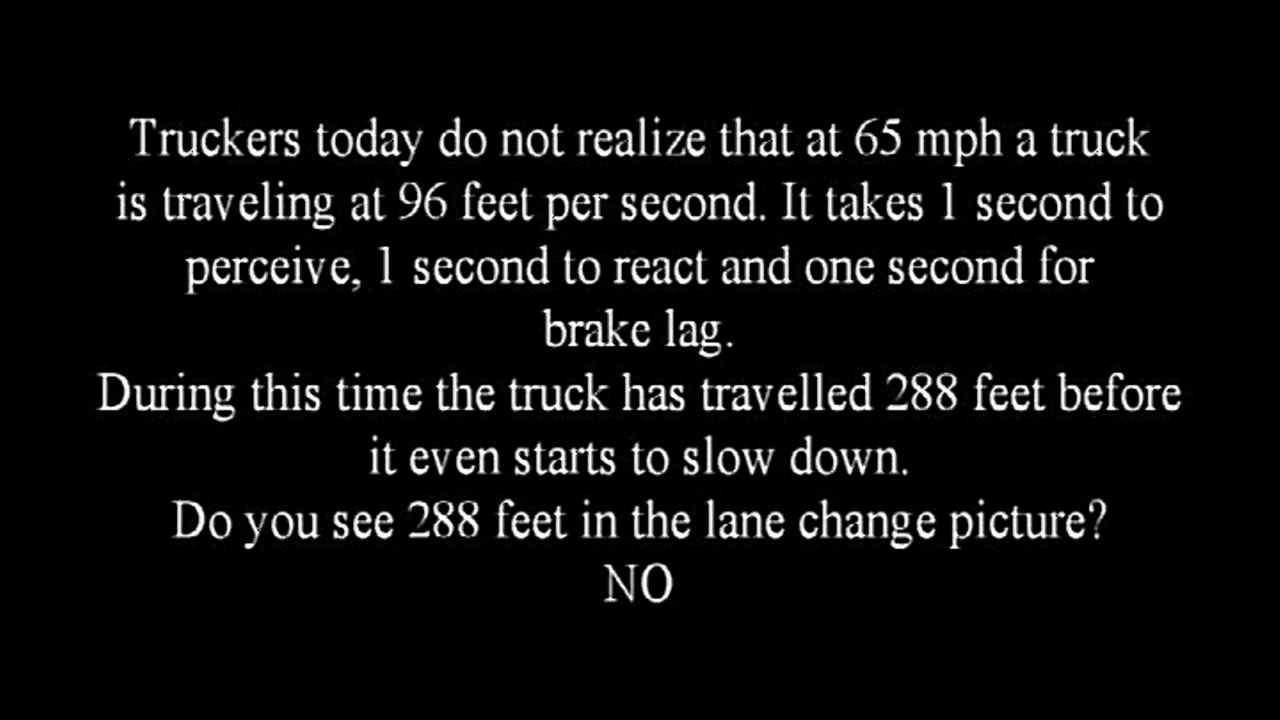 Truckers today do not realize that at 65 mph a truck
is traveling at 96 feet per second. It takes 1 second to
perceive, 1 second to react and one second for
brake lag.
During this time the truck has travelled 288 feet before
it even starts to slow down.
Do you see 288 feet in the lane change picture?
NO